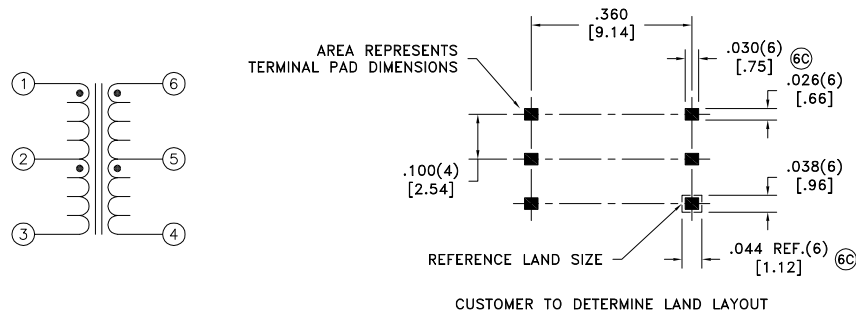 1
2
3
6
5
4
.360
[9.14]
AREA REPRESENTS
TERMINAL PAD DIMENSIONS
.030(6) 6C
[.75]
.026(6)
[.66]
.100(4)
[2.54]
.038(6)
[.96]
REFERENCE LAND SIZE
.044 REF.(6) 6C
[1.12]
CUSTOMER TO DETERMINE LAND LAYOUT